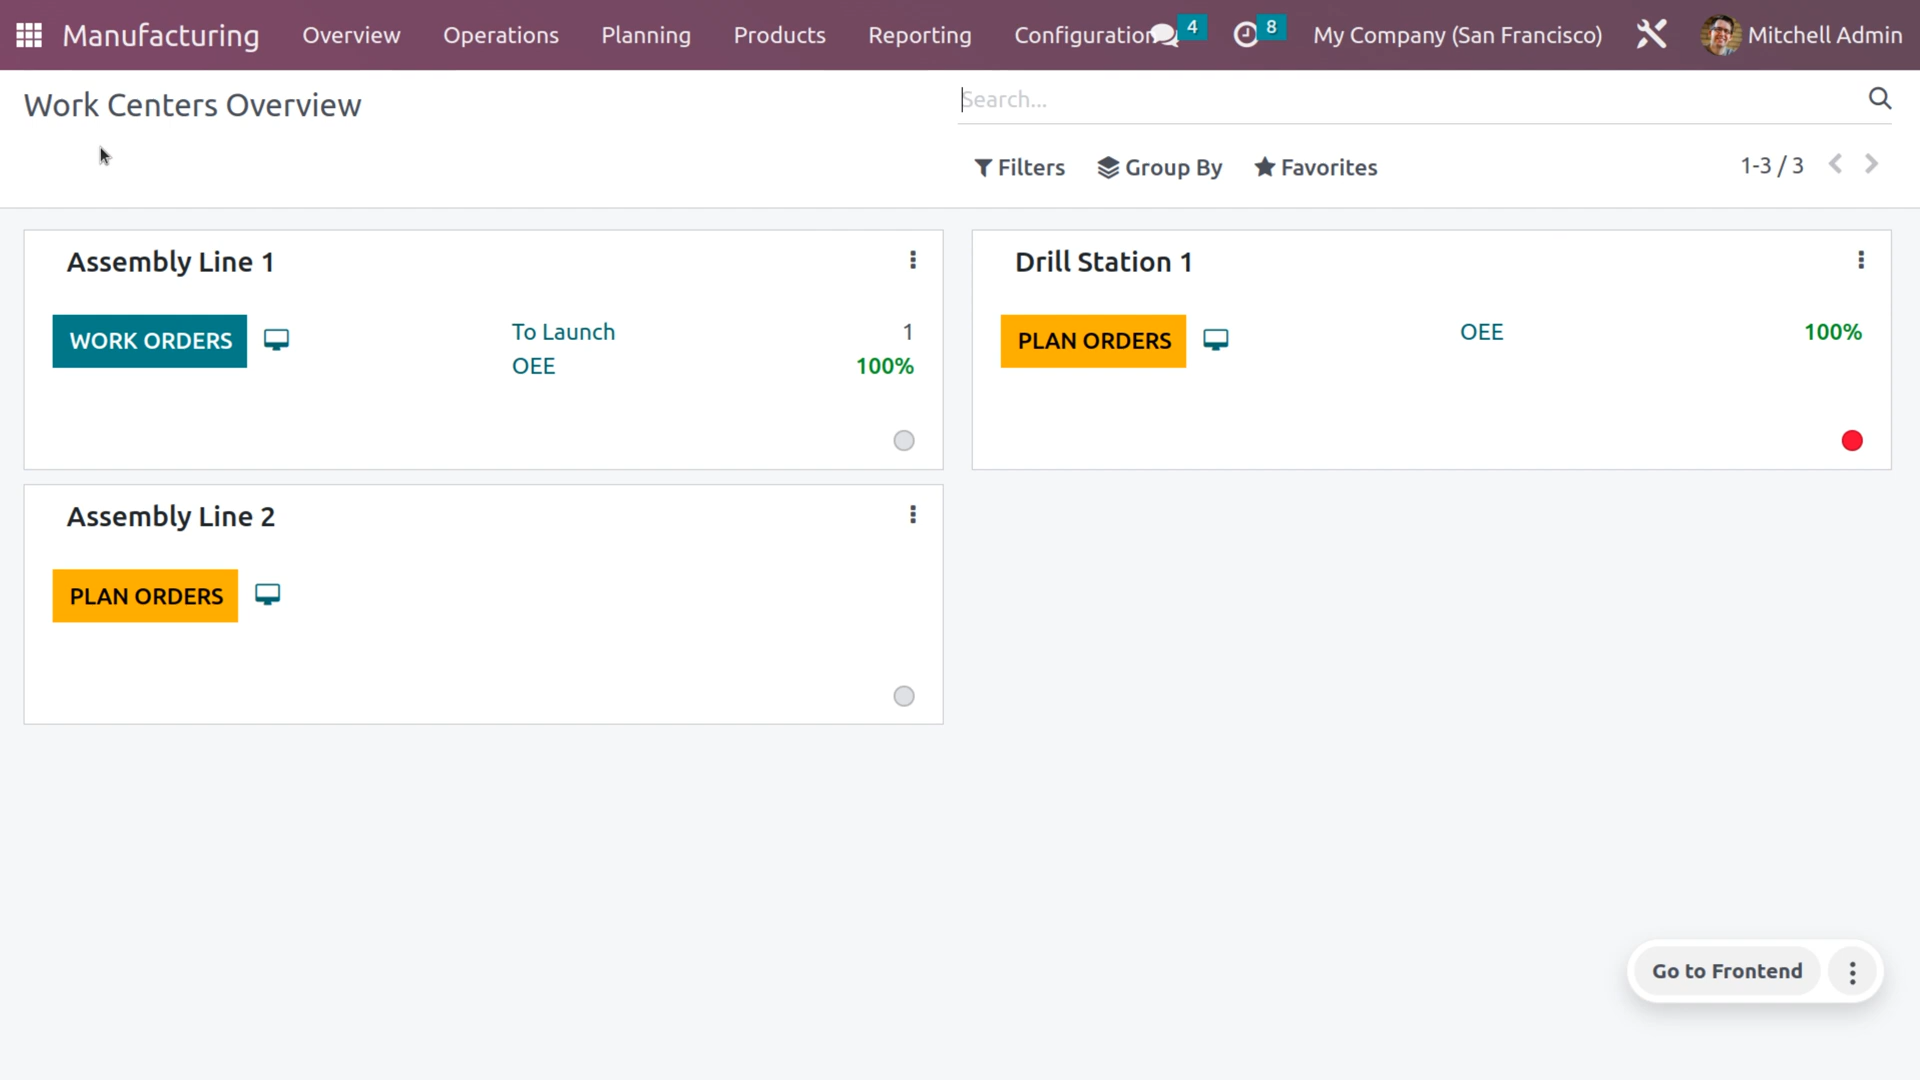 Manufacturing Overview Operations Planning Products Reporting Configuration 4 8 My Company (San Francisco) Mitchell Admin
Work Centers Overview
Search...
Filters Group By Favorites 1-3 / 3
Assembly Line 1
WORK ORDERS
To Launch 1
OEE 100%
Drill Station 1
PLAN ORDERS
OEE 100%
Assembly Line 2
PLAN ORDERS
Go to Frontend